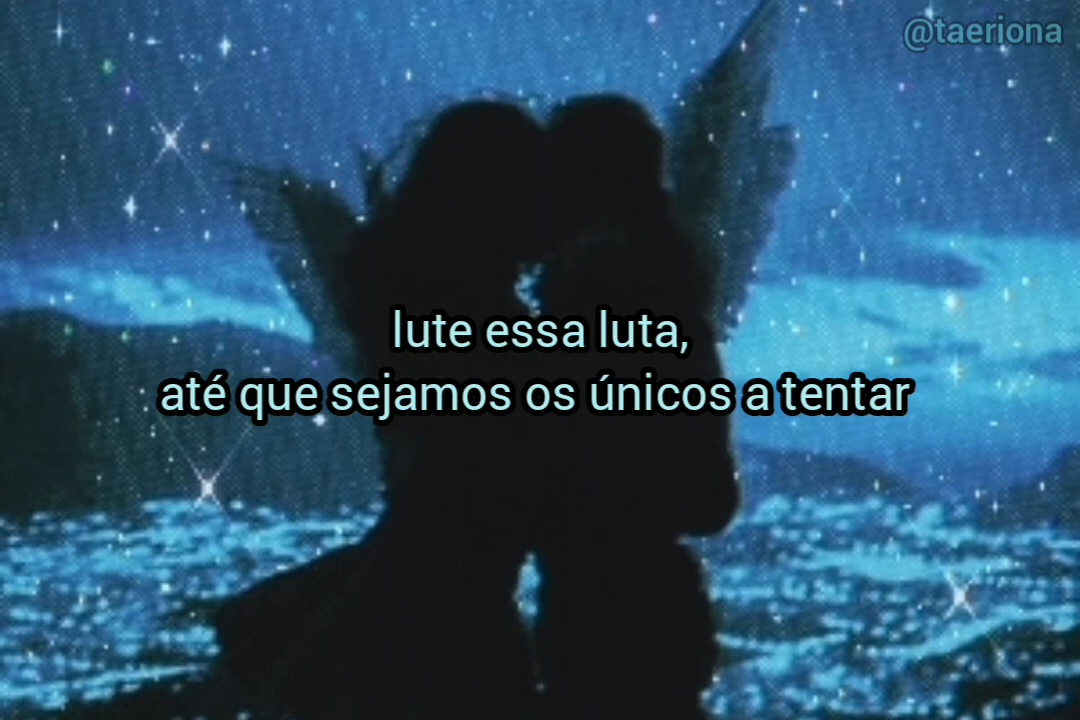 @taeriona
lute essa luta,
até que sejamos os únicos a tentar